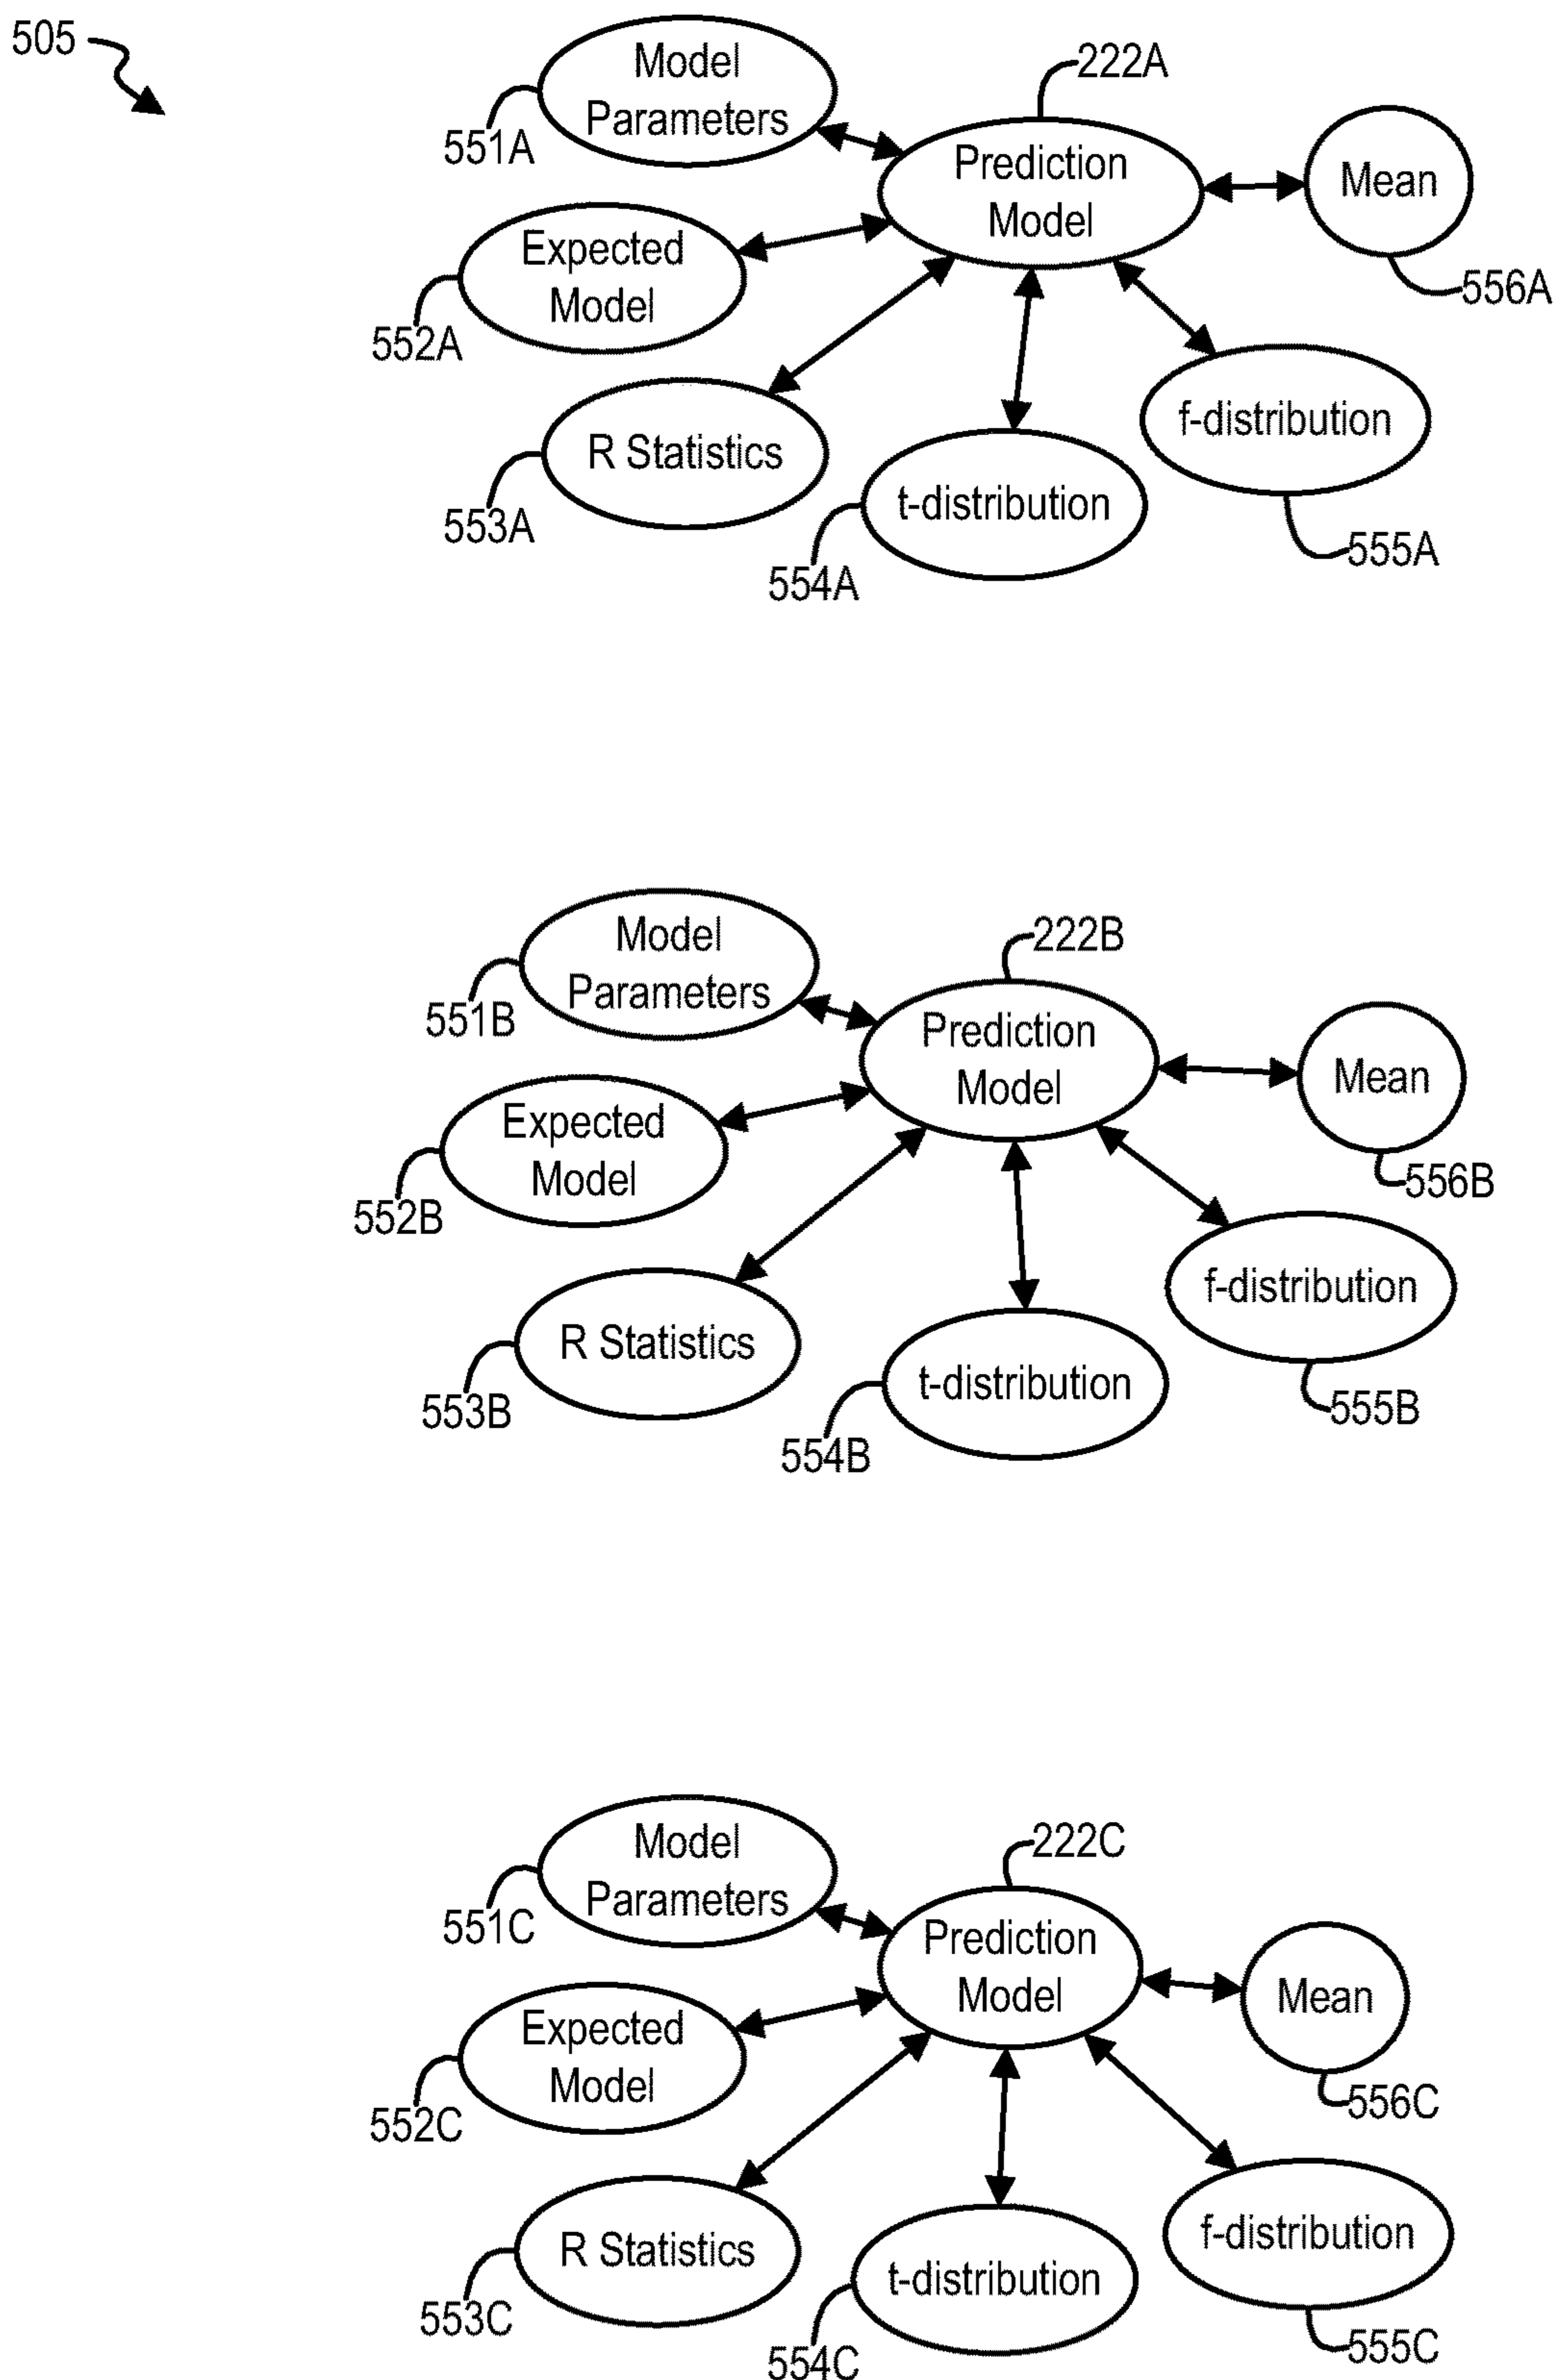 505
Model
Parameters
551A
222A
Prediction
Model
Mean
556A
Expected
Model
552A
R Statistics
553A
t-distribution
554A
f-distribution
555A
Model
Parameters
551B
222B
Prediction
Model
Mean
556B
Expected
Model
552B
R Statistics
553B
t-distribution
554B
f-distribution
555B
Model
Parameters
551C
222C
Prediction
Model
Mean
556C
Expected
Model
552C
R Statistics
553C
t-distribution
554C
f-distribution
555C